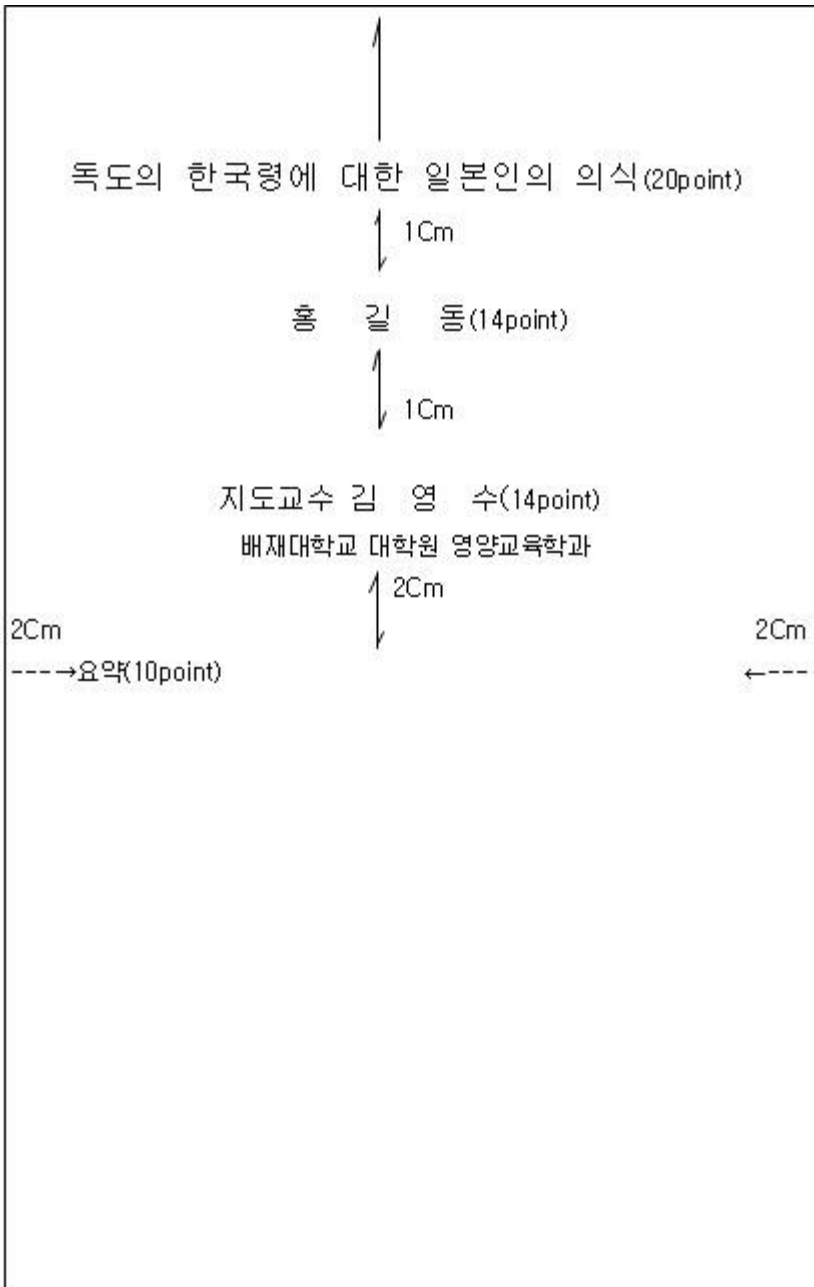 독도의 한국령에 대한 일본인의 의식(20point)
1Cm
홍 길 동(14point)
1Cm
지도교수 김 영 수(14point)
배재대학교 대학원 영양교육학과
2Cm
2Cm 2Cm
---→요약(10point) ←---